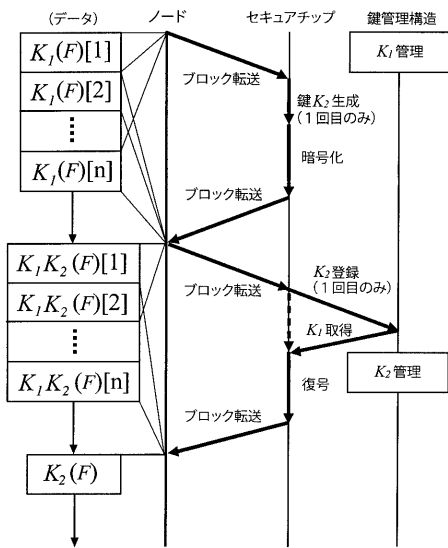 (データ) ノード セキュアチップ 鍵管理構造
K₁(F)[1]
K₁(F)[2]
K₁(F)[n]
K₁ 管理
ブロック転送
鍵K₂ 生成
(1回目のみ)
暗号化
ブロック転送
K₁K₂(F)[1]
K₁K₂(F)[2]
K₁K₂(F)[n]
ブロック転送
K₂登録
(1回目のみ)
K₁取得
K₂ 管理
復号
ブロック転送
K₂(F)